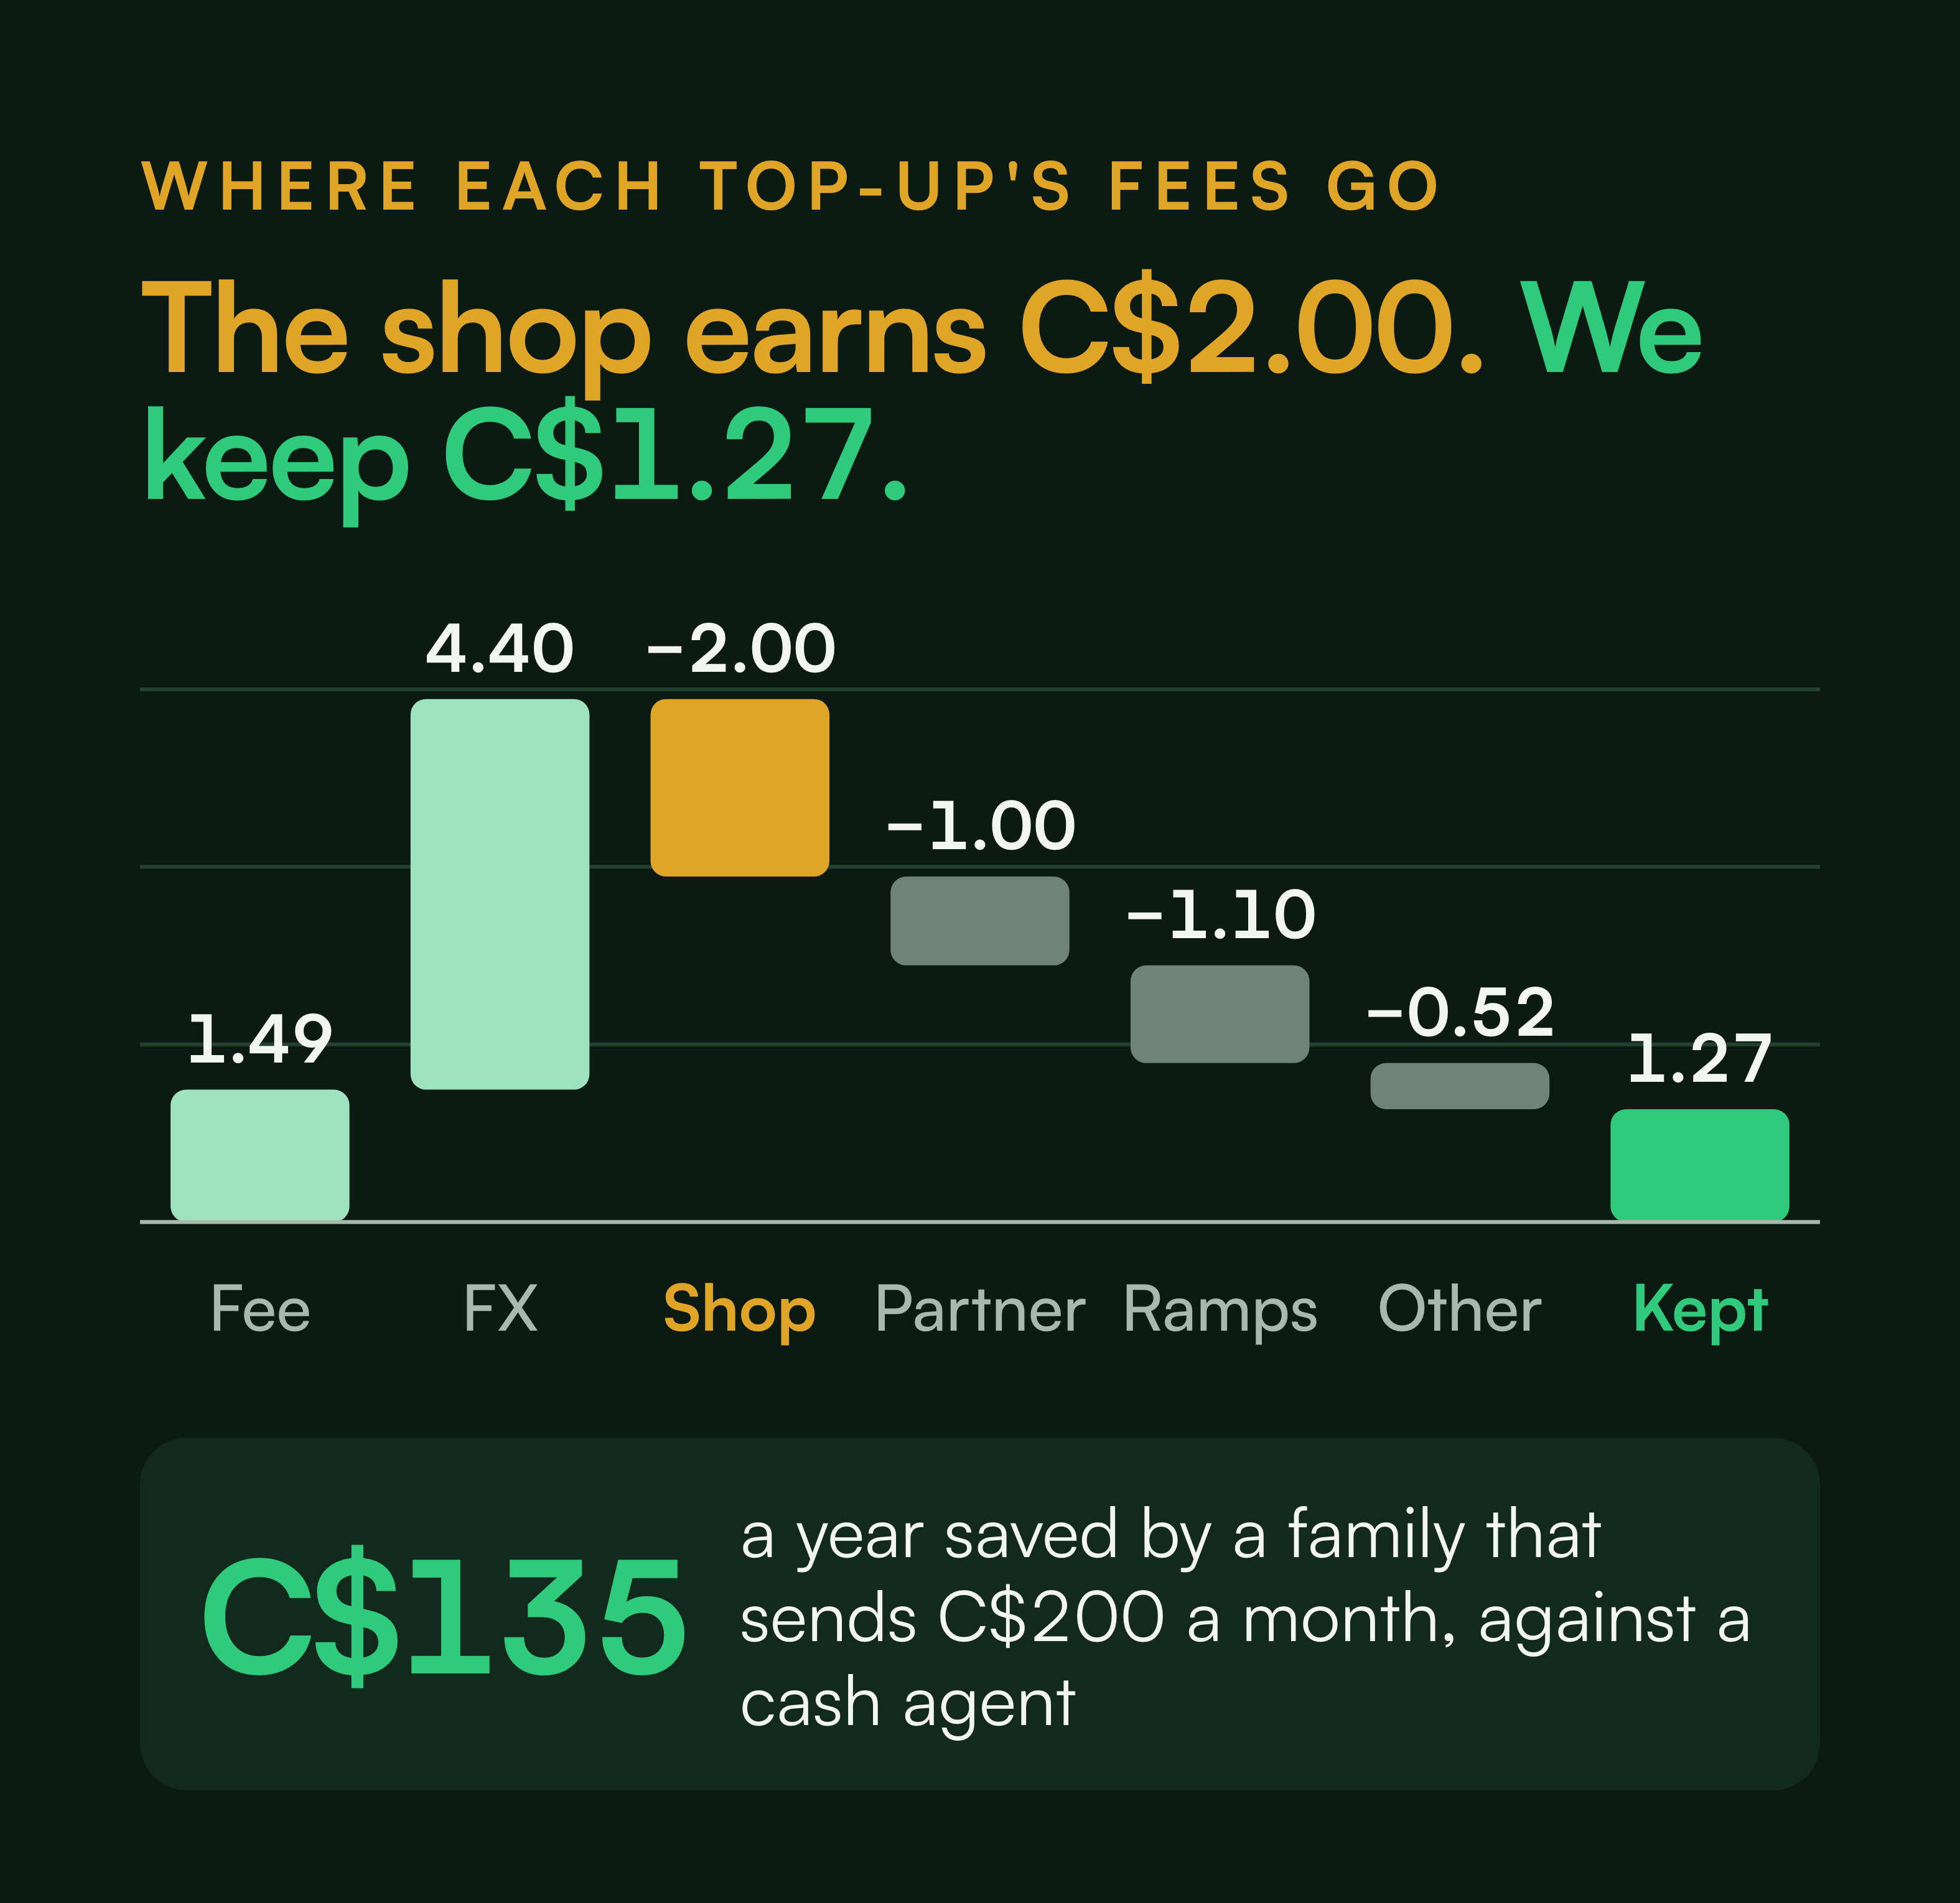 WHERE EACH TOP-UP'S FEES GO
The shop earns C$2.00. We
keep C$1.27.
4.40
−2.00
−1.00
−1.10
−0.52
1.49
1.27
Fee
FX
Shop
Partner
Ramps
Other
Kept
C$135
a year saved by a family that
sends C$200 a month, against a
cash agent